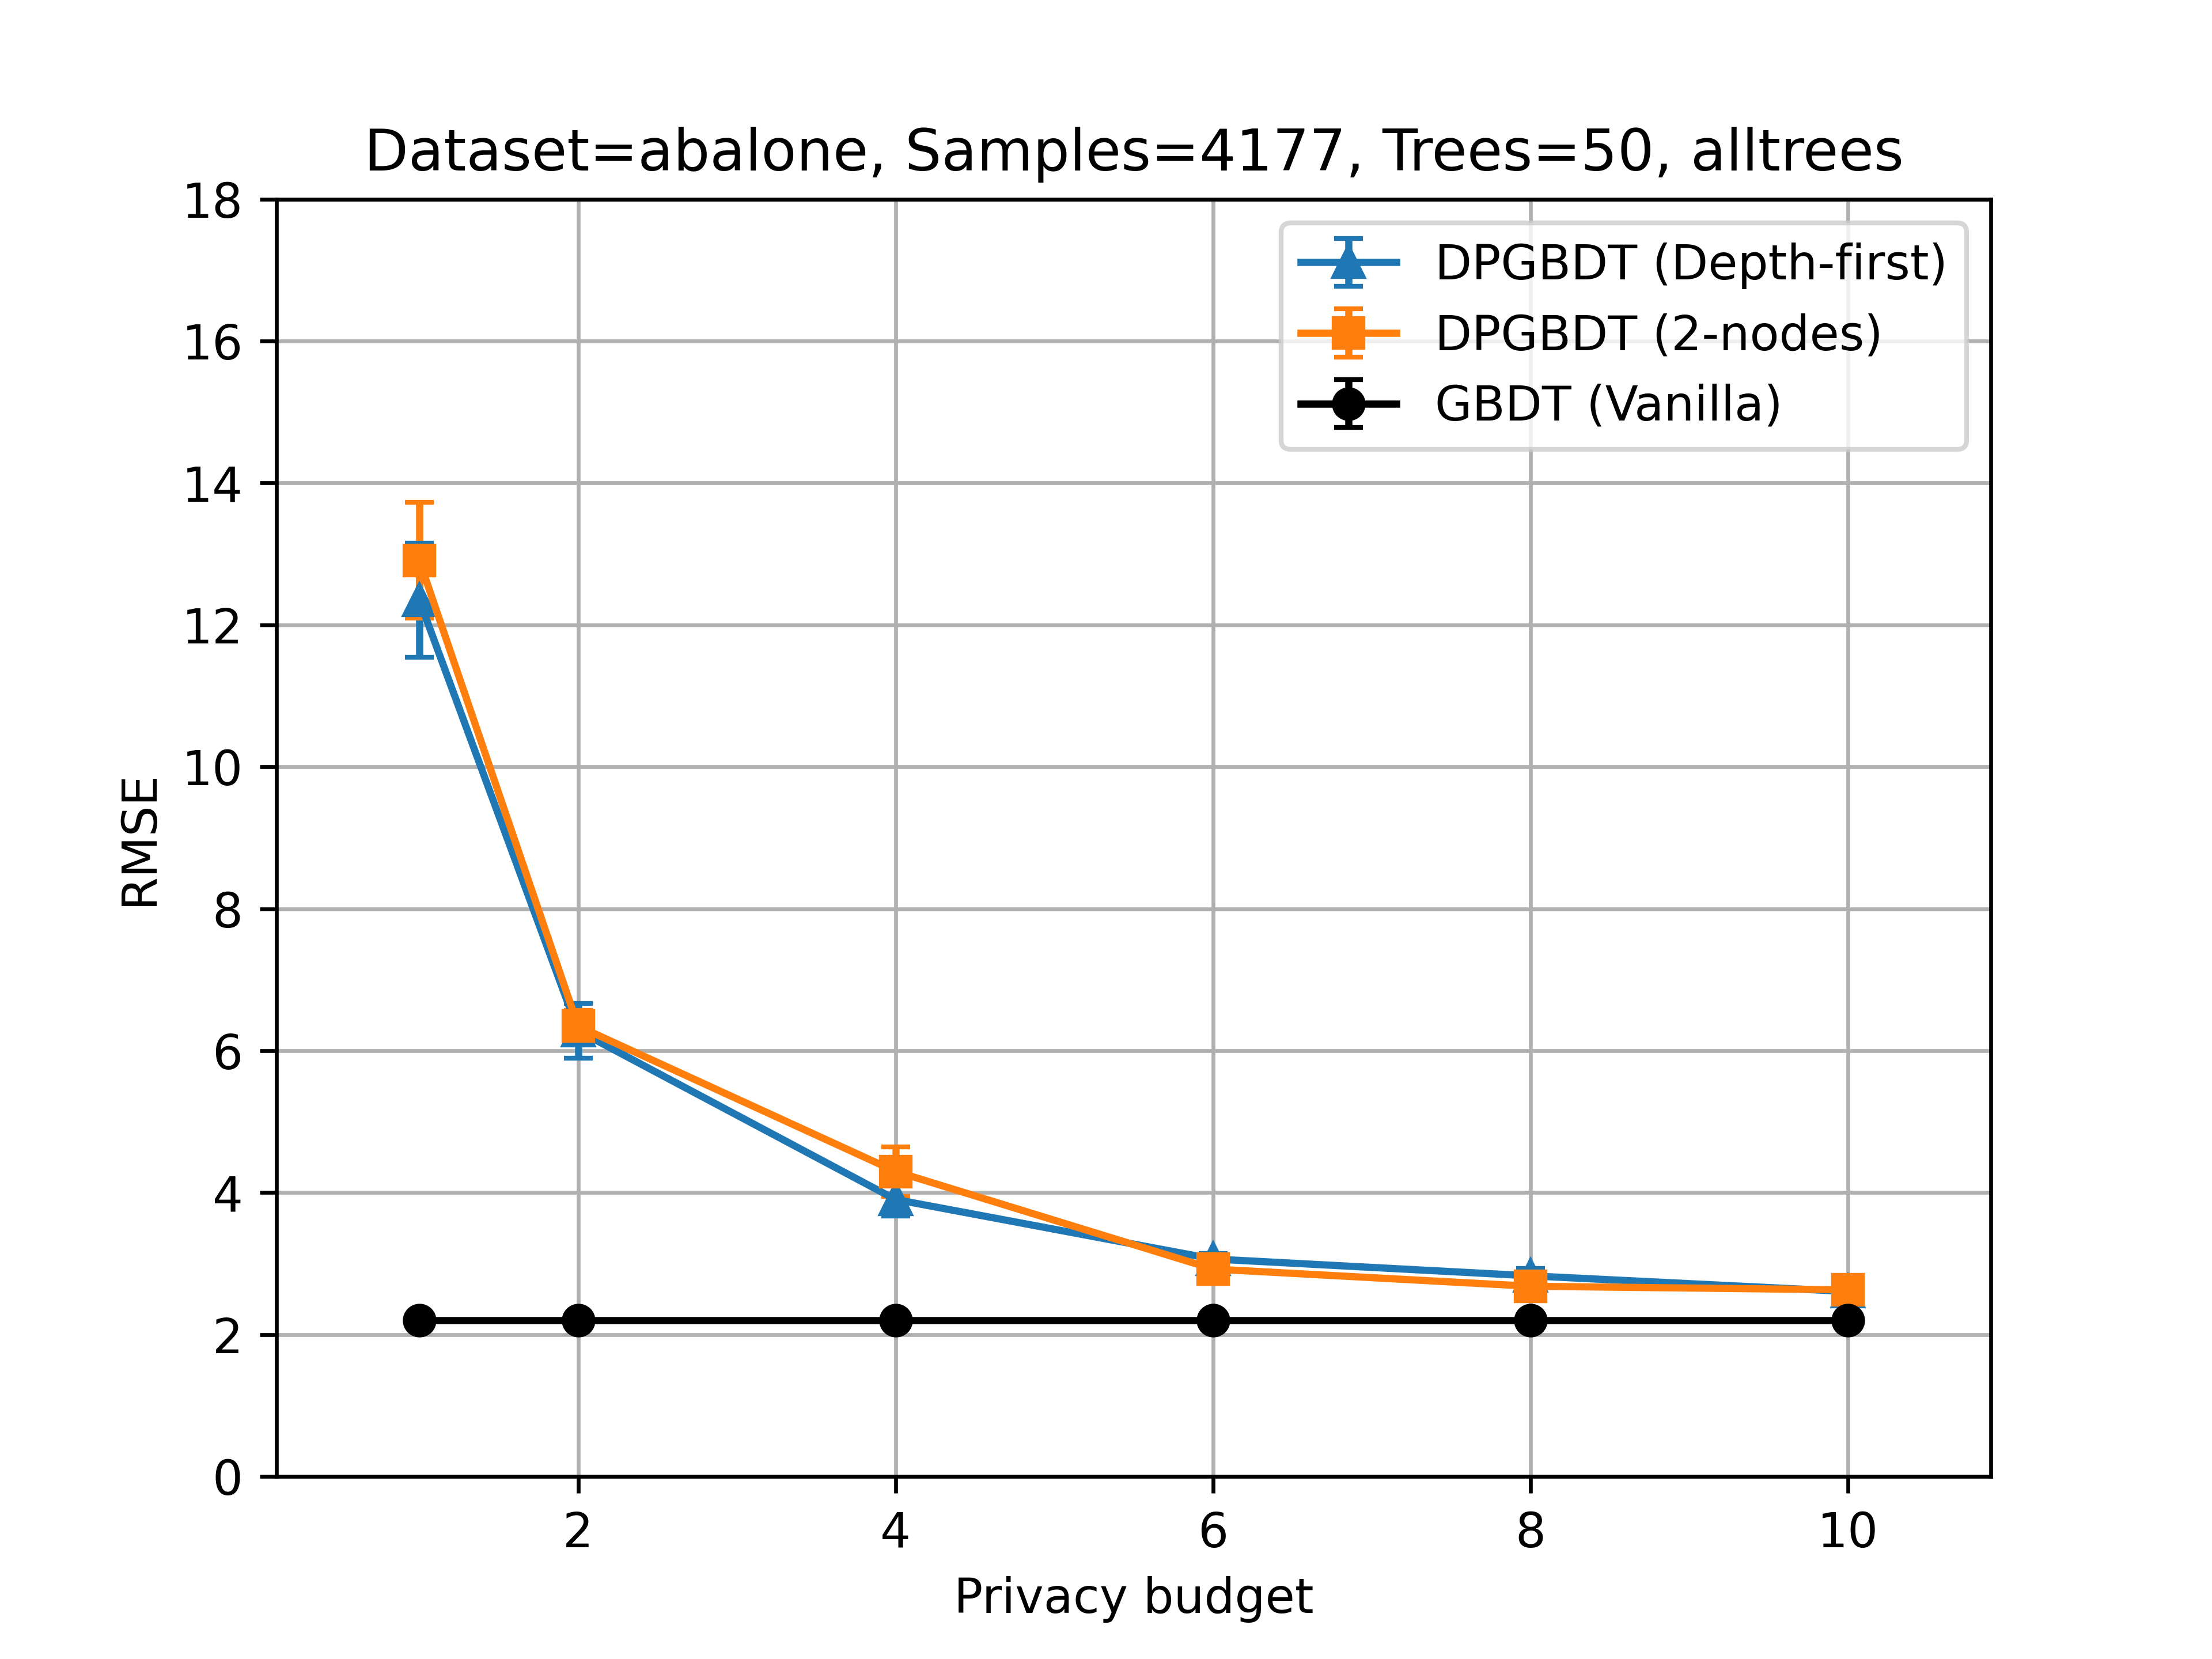 Dataset=abalone, Samples=4177, Trees=50, alltrees
18
16
14
12
10
8
6
4
2
0
RMSE
DPGBDT (Depth-first)
DPGBDT (2-nodes)
GBDT (Vanilla)
2 4 6 8 10
Privacy budget